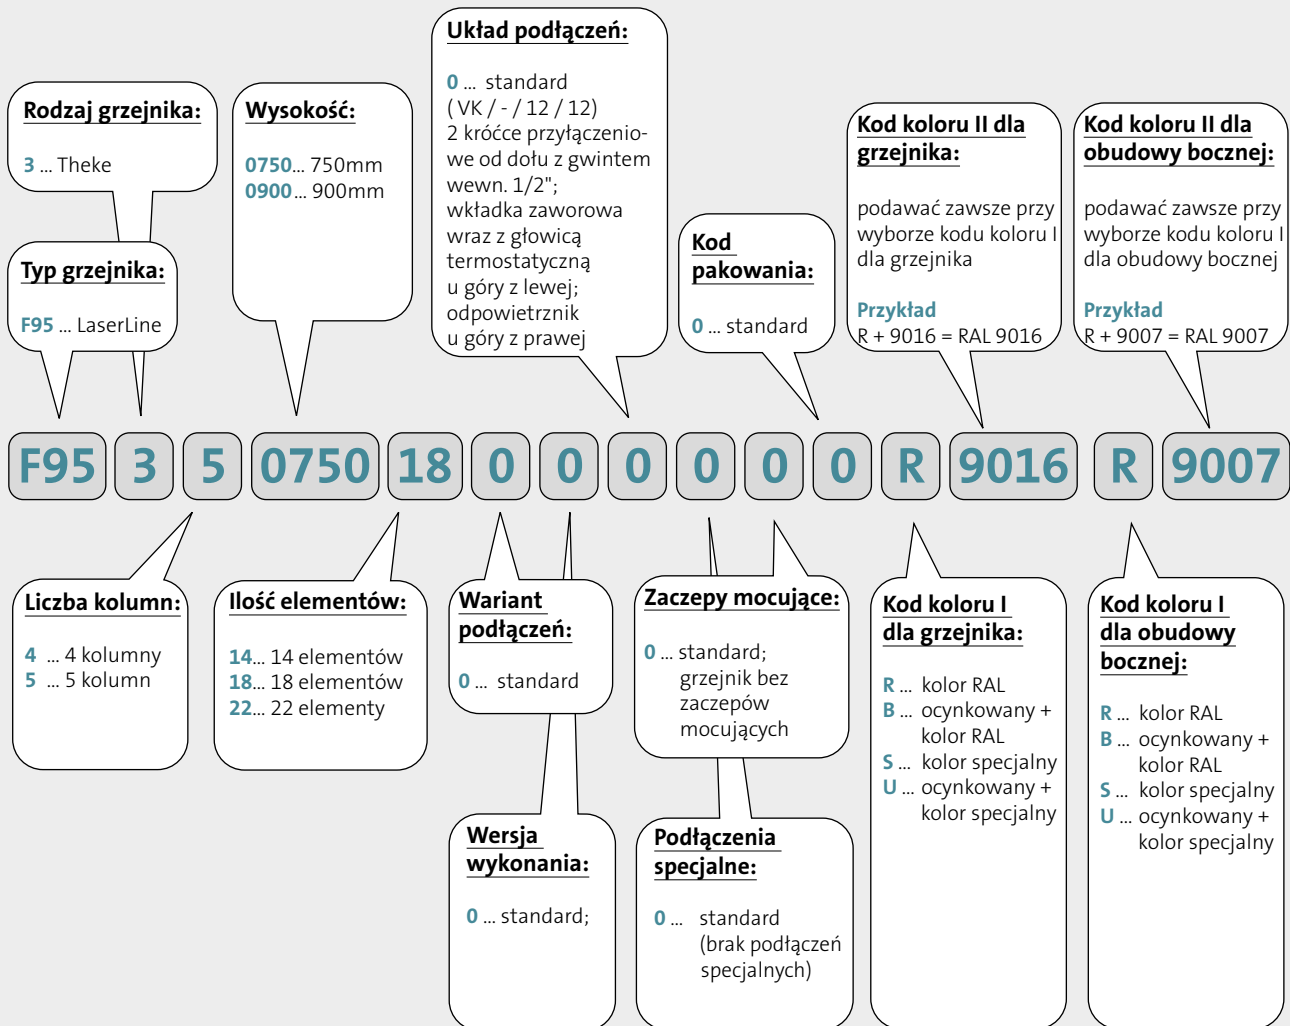 Układ podłączeń:
0 ... standard
( VK / - / 12 / 12)
2 króćce przyłączenio-
we od dołu z gwintem
wewn. 1/2";
wkładka zaworowa
wraz z głowicą
termostatyczną
u góry z lewej;
odpowietrznik
u góry z prawej
Rodzaj grzejnika:
3 ... Theke
Wysokość:
0750... 750mm
0900... 900mm
Kod koloru II dla
grzejnika:
podawać zawsze przy
wyborze kodu koloru I
dla grzejnika
Przykład
R + 9016 = RAL 9016
Kod koloru II dla
obudowy bocznej:
podawać zawsze przy
wyborze kodu koloru I
dla obudowy bocznej
Przykład
R + 9007 = RAL 9007
Typ grzejnika:
F95 ... LaserLine
Kod
pakowania:
0 ... standard
F95 3 5 0750 18 0 0 0 0 0 0 R 9016 R 9007
Liczba kolumn:
4 ... 4 kolumny
5 ... 5 kolumn
Ilość elementów:
14... 14 elementów
18... 18 elementów
22... 22 elementy
Wariant
podłączeń:
0 ... standard
Zaczepy mocujące:
0 ... standard;
grzejnik bez
zaczepów
mocujących
Kod koloru I
dla grzejnika:
R ... kolor RAL
B ... ocynkowany +
kolor RAL
S ... kolor specjalny
U ... ocynkowany +
kolor specjalny
Kod koloru I
dla obudowy
bocznej:
R ... kolor RAL
B ... ocynkowany +
kolor RAL
S ... kolor specjalny
U ... ocynkowany +
kolor specjalny
Wersja
wykonania:
0 ... standard;
Podłączenia
specjalne:
0 ... standard
(brak podłączeń
specjalnych)